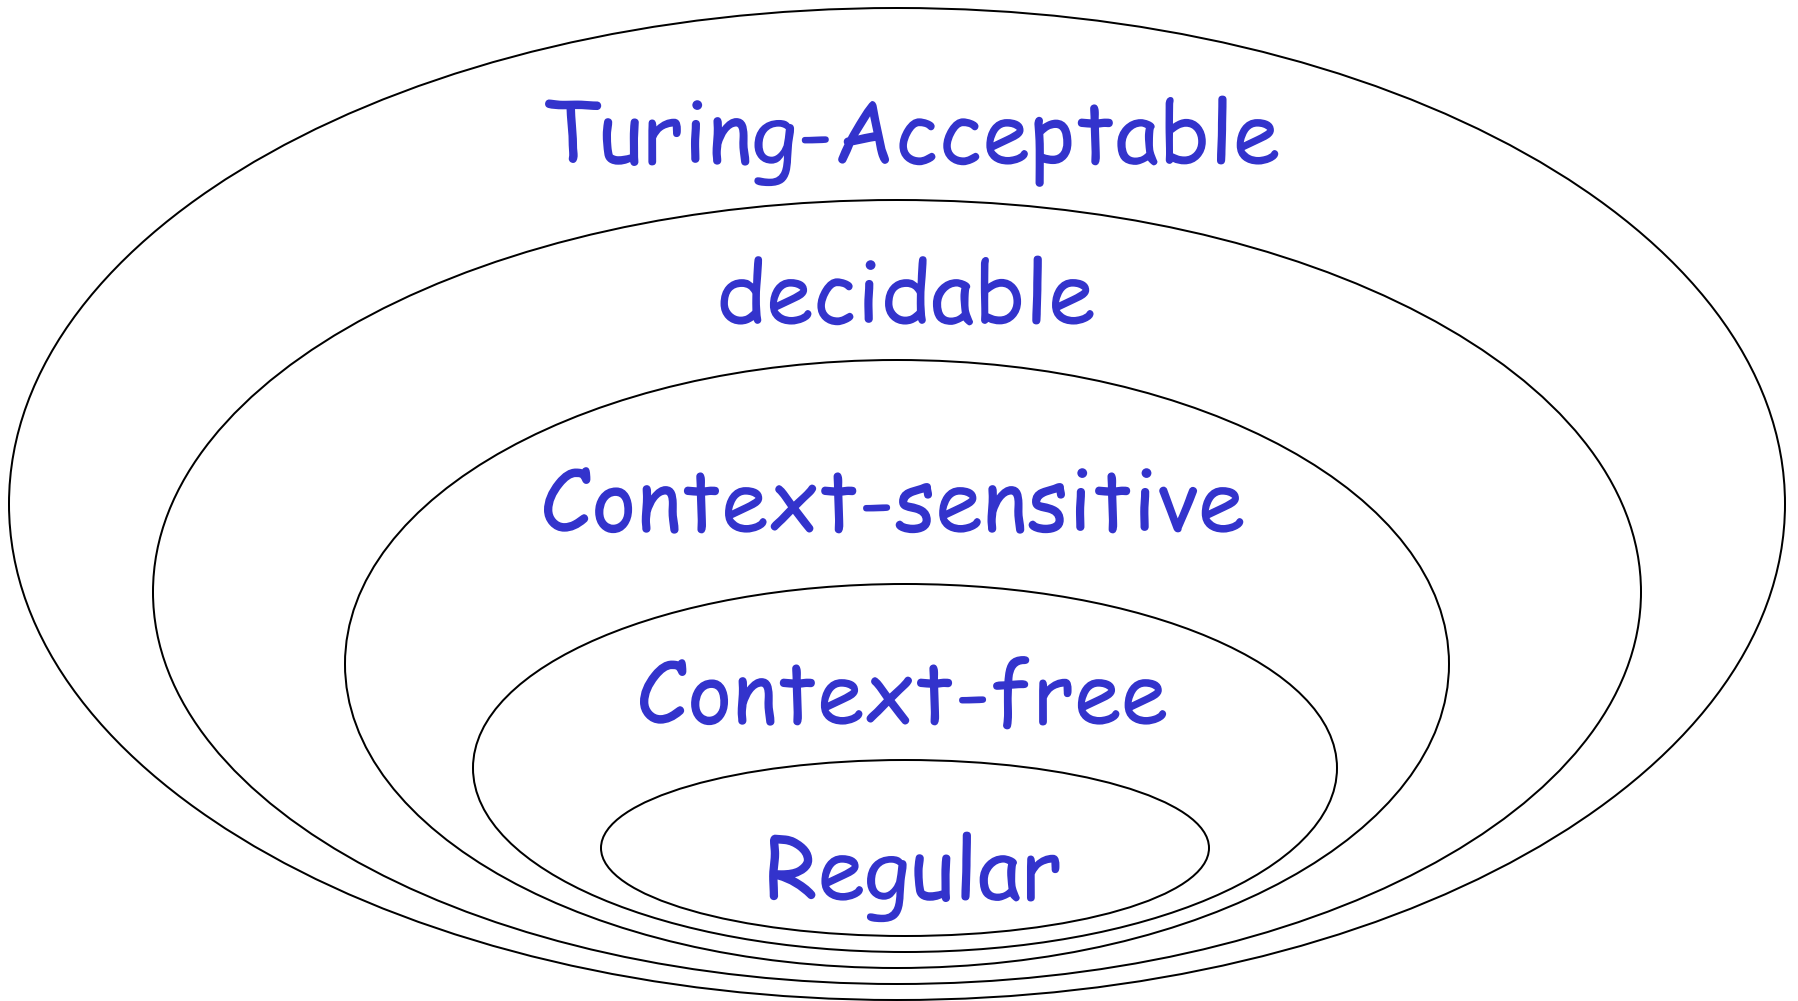 Turing-Acceptable
decidable
Context-sensitive
Context-free
Regular